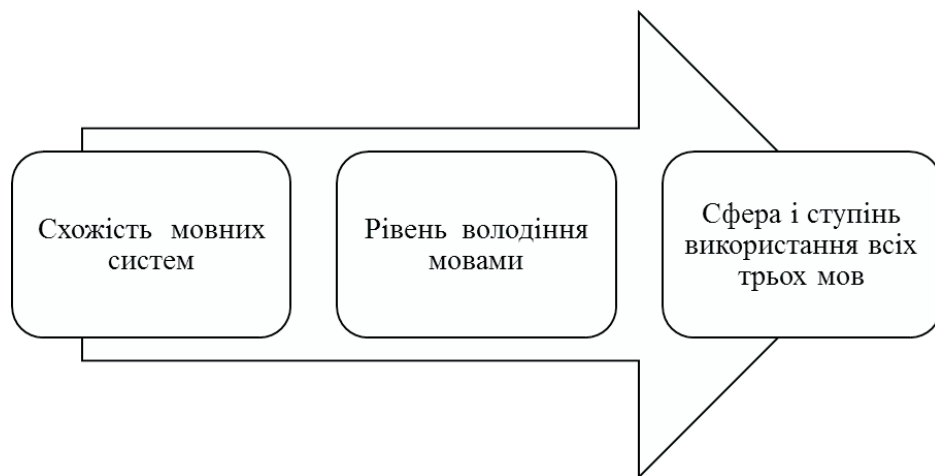 Схожість мовних
систем
Рівень володіння
мовами
Сфера і ступінь
використання всіх
трьох мов